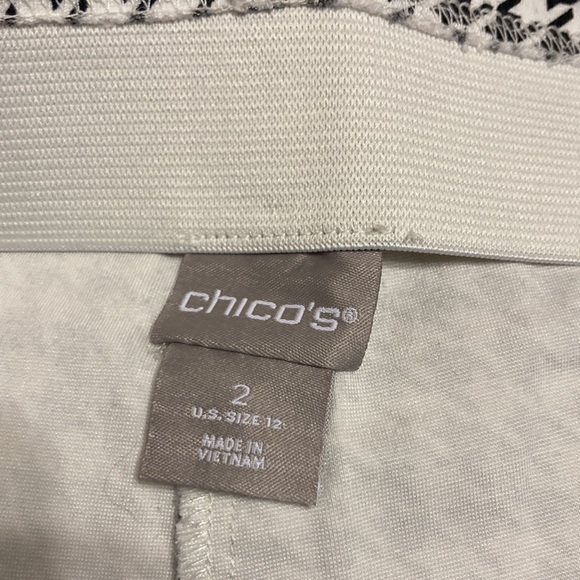 chico's®
2
U.S. SIZE 12
MADE IN
VIETNAM